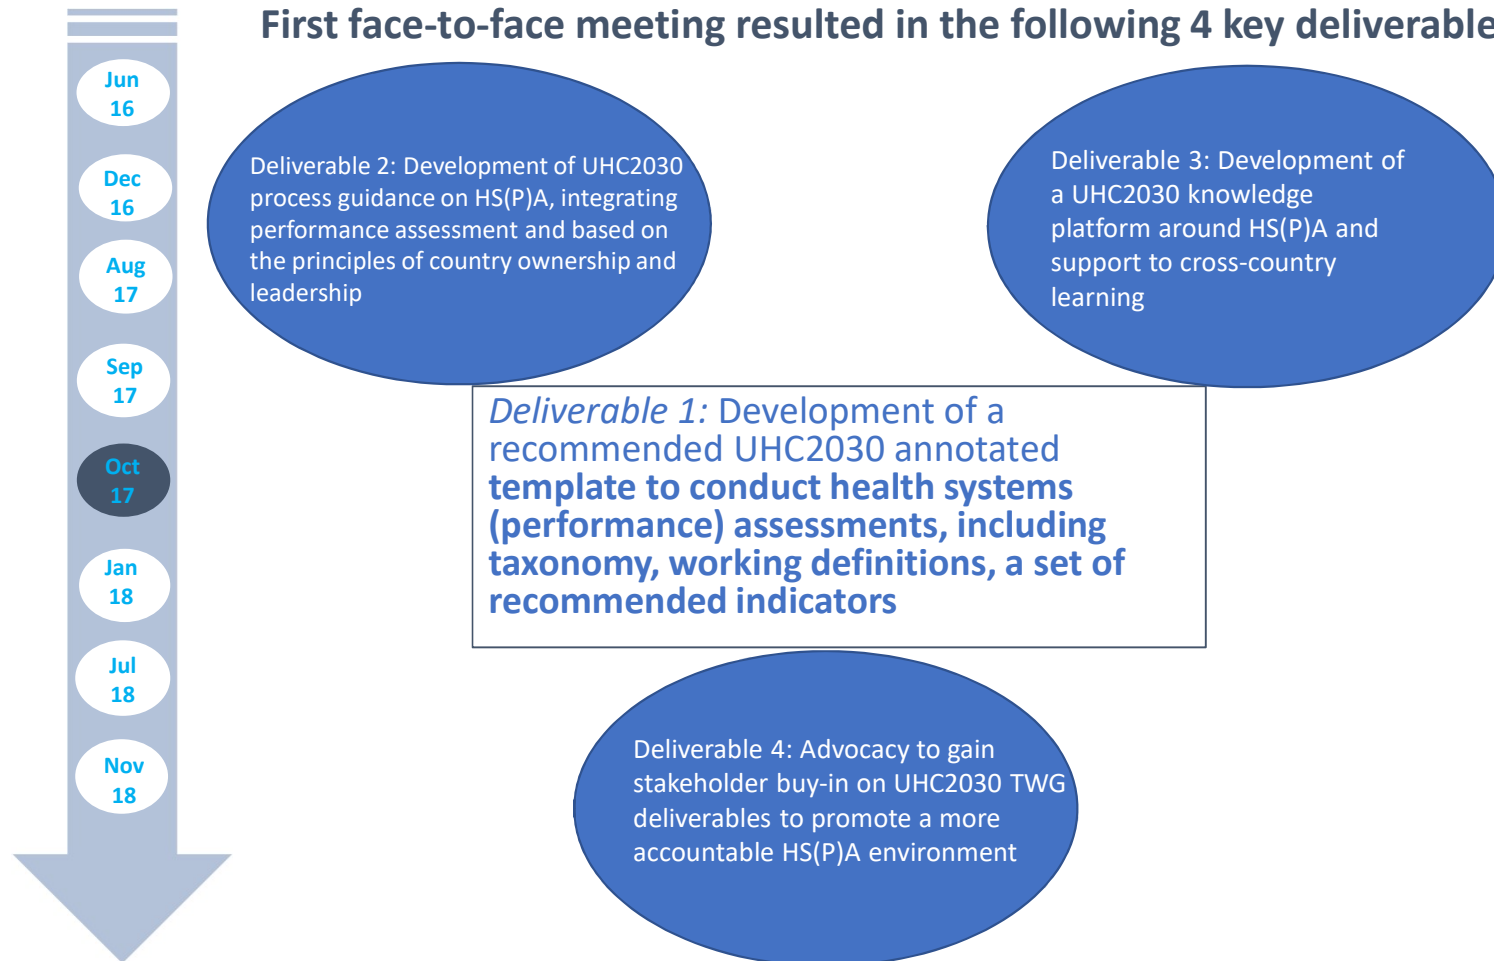 First face-to-face meeting resulted in the following 4 key deliverable
Jun
16
Dec
16
Aug
17
Sep
17
Oct
17
Jan
18
Jul
18
Nov
18
Deliverable 2: Development of UHC2030
process guidance on HS(P)A, integrating
performance assessment and based on
the principles of country ownership and
leadership
Deliverable 3: Development of
a UHC2030 knowledge
platform around HS(P)A and
support to cross-country
learning
Deliverable 1: Development of a
recommended UHC2030 annotated
template to conduct health systems
(performance) assessments, including
taxonomy, working definitions, a set of
recommended indicators
Deliverable 4: Advocacy to gain
stakeholder buy-in on UHC2030 TWG
deliverables to promote a more
accountable HS(P)A environment